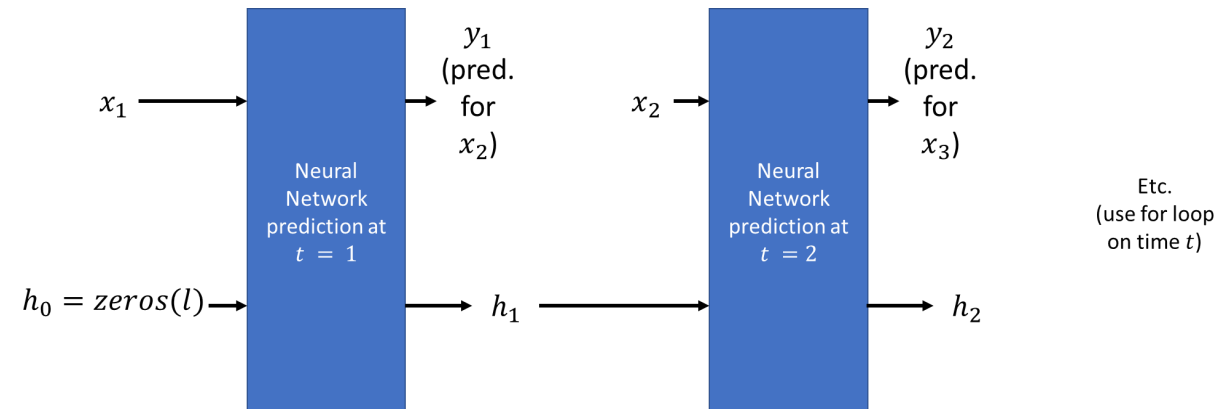 x₁
h₀ = zeros(l)
Neural
Network
prediction at
t = 1
y₁
(pred.
for
x₂)
h₁
x₂
Neural
Network
prediction at
t = 2
y₂
(pred.
for
x₃)
h₂
Etc.
(use for loop
on time t)